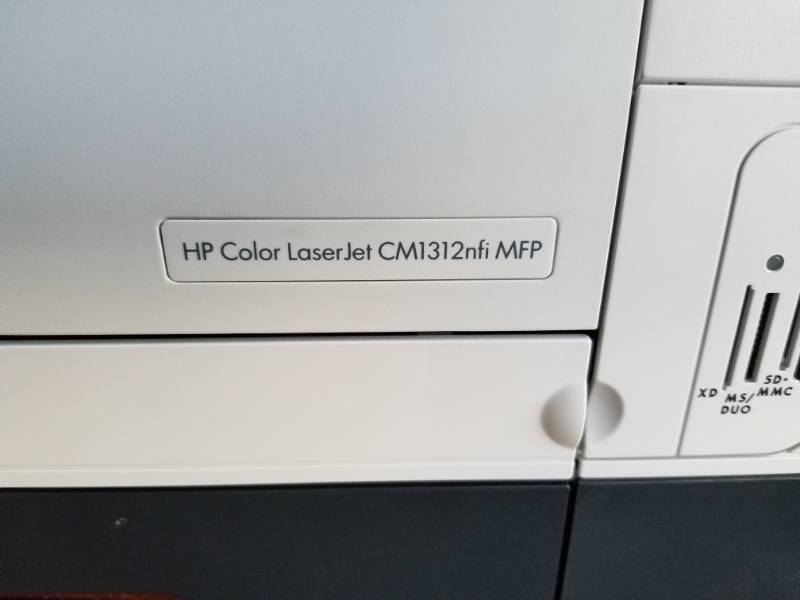 HP Color LaserJet CM1312nfi MFP
XD
MS/
DUO
SD-
MMC